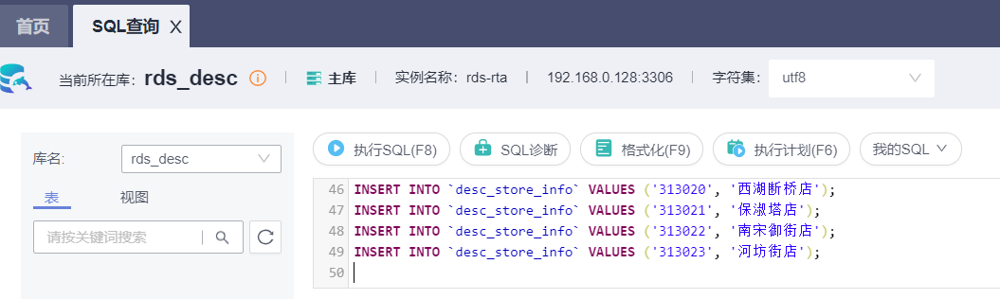 首页 SQL查询 X
当前所在库: rds_desc 主库 实例名称: rds-rta 192.168.0.128:3306 字符集: utf8
库名: rds_desc
执行SQL(F8) SQL诊断 格式化(F9) 执行计划(F6) 我的SQL
表 视图
请按关键词搜索
46 INSERT INTO `desc_store_info` VALUES ('313020', '西湖断桥店');
47 INSERT INTO `desc_store_info` VALUES ('313021', '保淑塔店');
48 INSERT INTO `desc_store_info` VALUES ('313022', '南宋御街店');
49 INSERT INTO `desc_store_info` VALUES ('313023', '河坊街店');
50